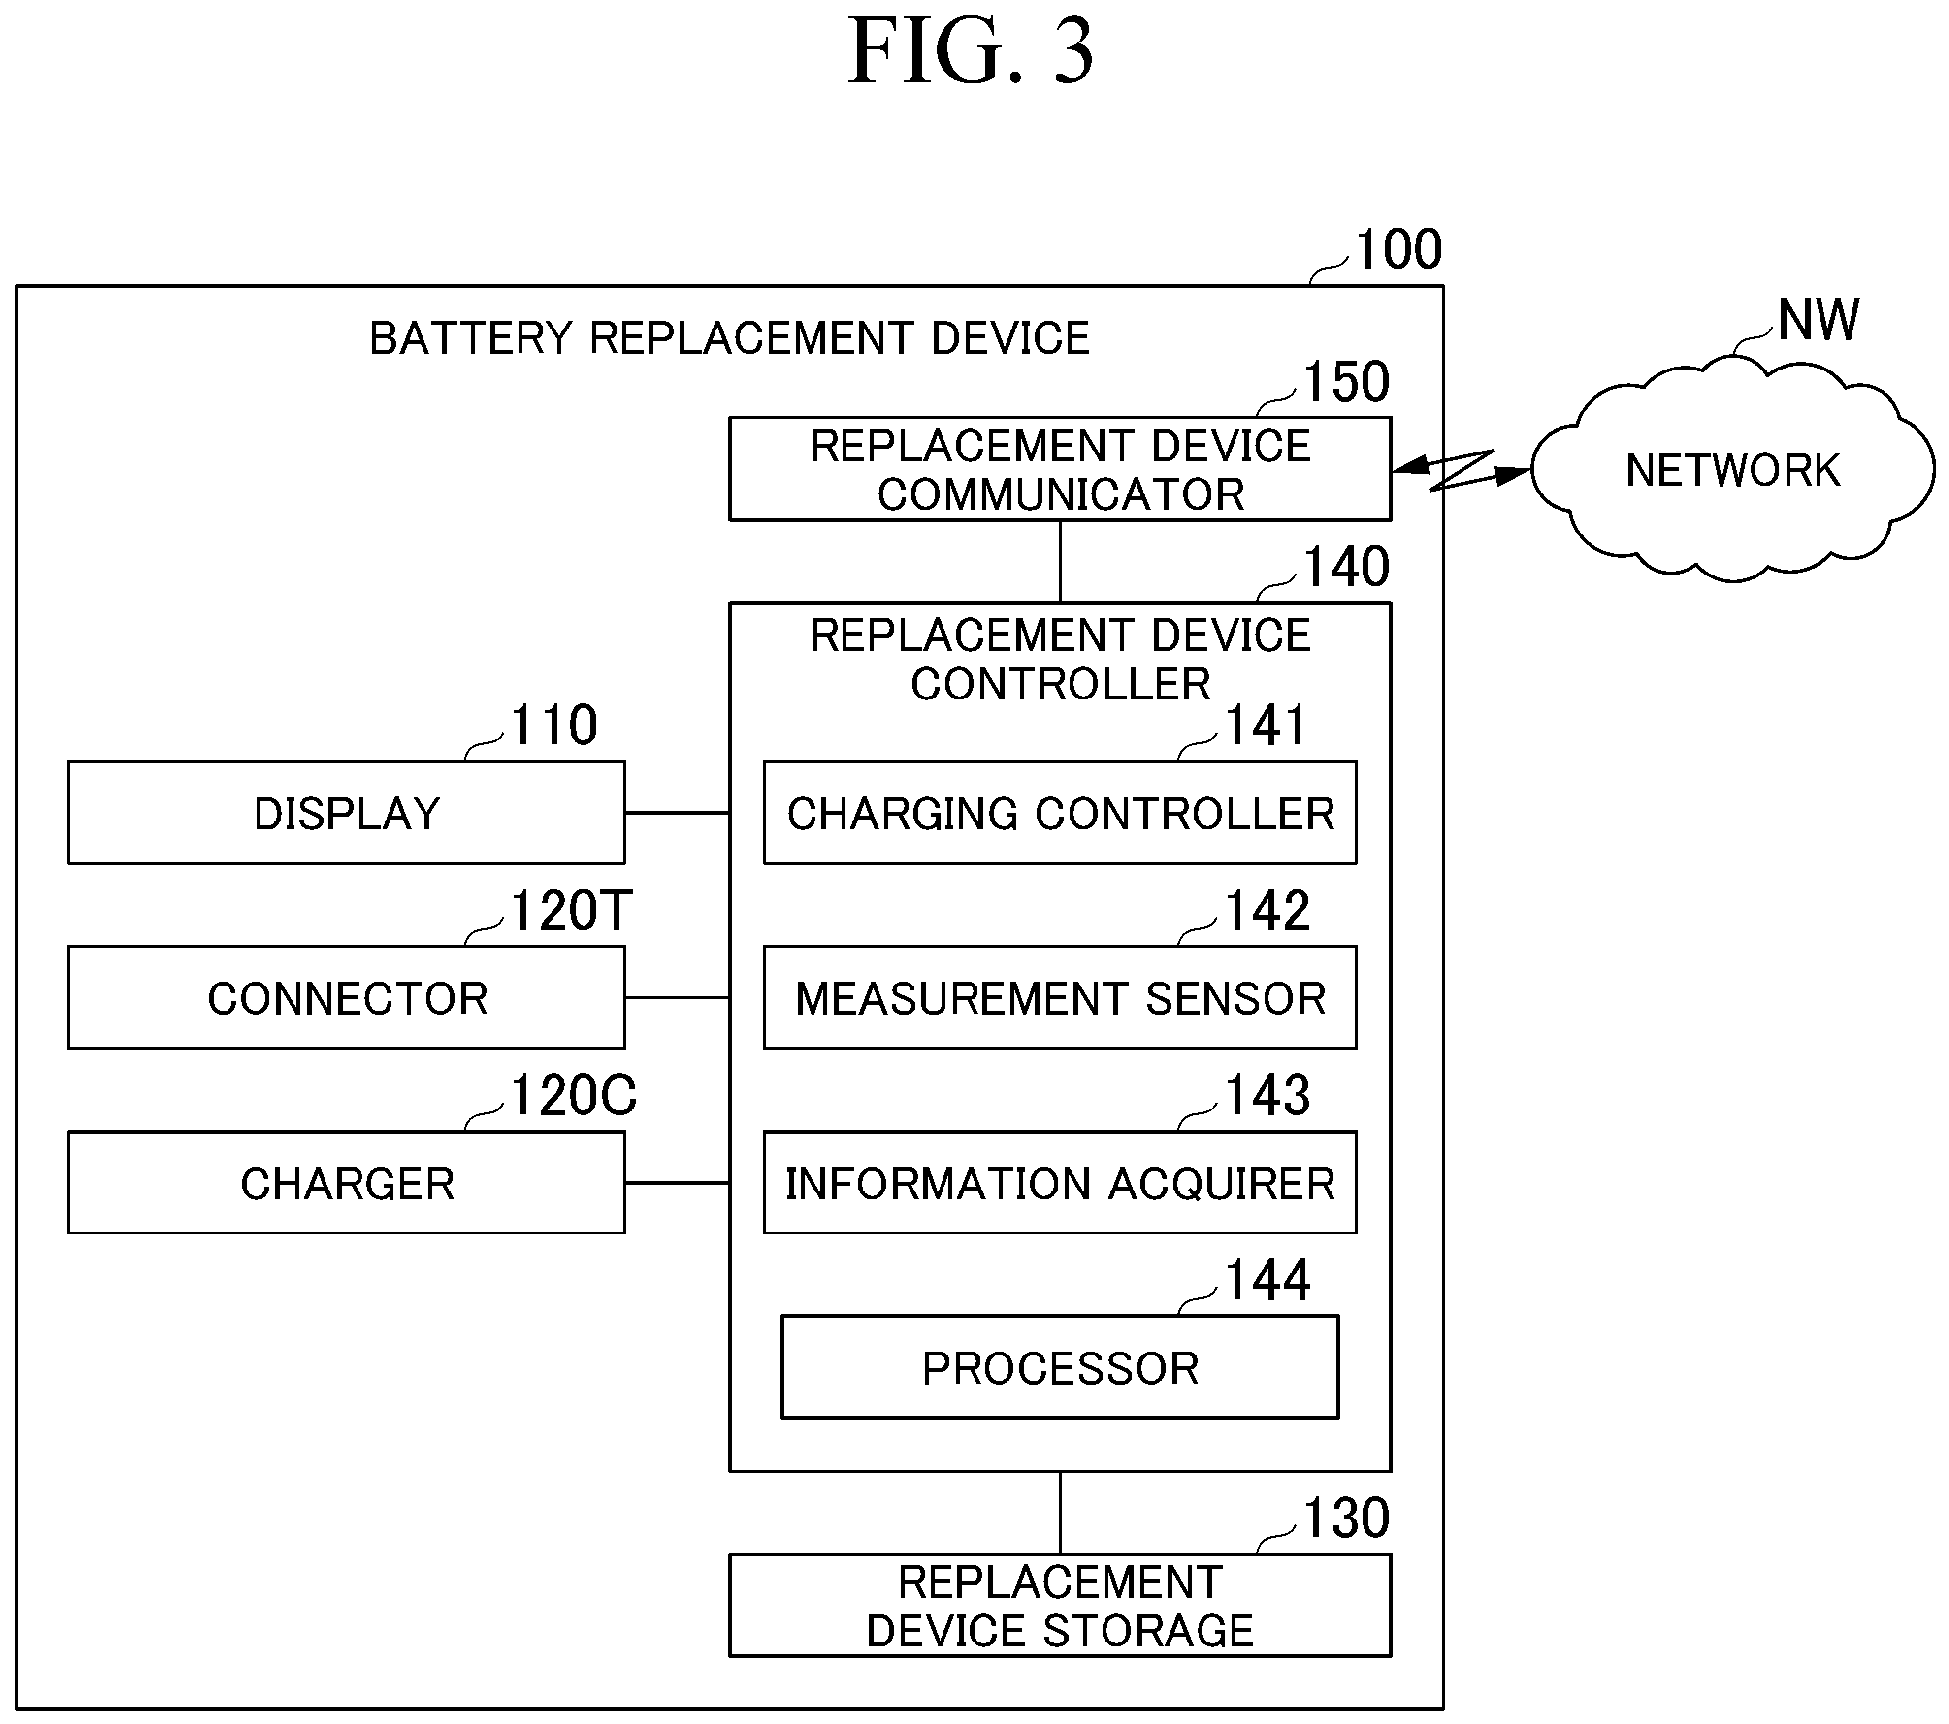 FIG. 3
100
BATTERY REPLACEMENT DEVICE
NW
150
REPLACEMENT DEVICE
COMMUNICATOR
NETWORK
140
REPLACEMENT DEVICE
CONTROLLER
110
DISPLAY
141
CHARGING CONTROLLER
120T
CONNECTOR
142
MEASUREMENT SENSOR
120C
CHARGER
143
INFORMATION ACQUIRER
144
PROCESSOR
130
REPLACEMENT
DEVICE STORAGE